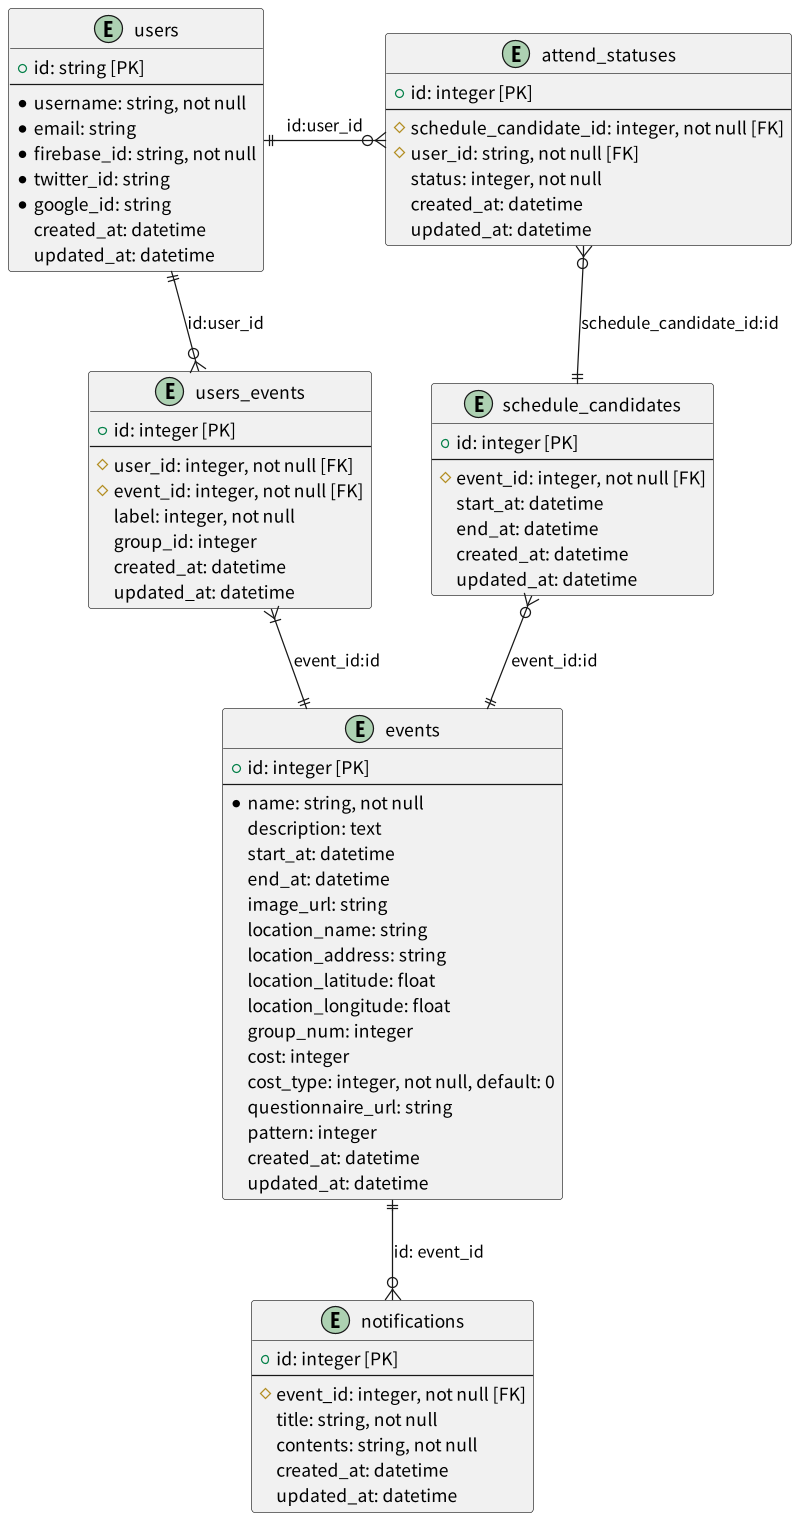 E users
id: string [PK]
username: string, not null
email: string
firebase_id: string, not null
twitter_id: string
google_id: string
created_at: datetime
updated_at: datetime
id:user_id
E attend_statuses
id: integer [PK]
schedule_candidate_id: integer, not null [FK]
user_id: string, not null [FK]
status: integer, not null
created_at: datetime
updated_at: datetime
id:user_id
schedule_candidate_id:id
E users_events
id: integer [PK]
user_id: integer, not null [FK]
event_id: integer, not null [FK]
label: integer, not null
group_id: integer
created_at: datetime
updated_at: datetime
E schedule_candidates
id: integer [PK]
event_id: integer, not null [FK]
start_at: datetime
end_at: datetime
created_at: datetime
updated_at: datetime
event_id:id
event_id:id
E events
id: integer [PK]
name: string, not null
description: text
start_at: datetime
end_at: datetime
image_url: string
location_name: string
location_address: string
location_latitude: float
location_longitude: float
group_num: integer
cost: integer
cost_type: integer, not null, default: 0
questionnaire_url: string
pattern: integer
created_at: datetime
updated_at: datetime
id: event_id
E notifications
id: integer [PK]
event_id: integer, not null [FK]
title: string, not null
contents: string, not null
created_at: datetime
updated_at: datetime